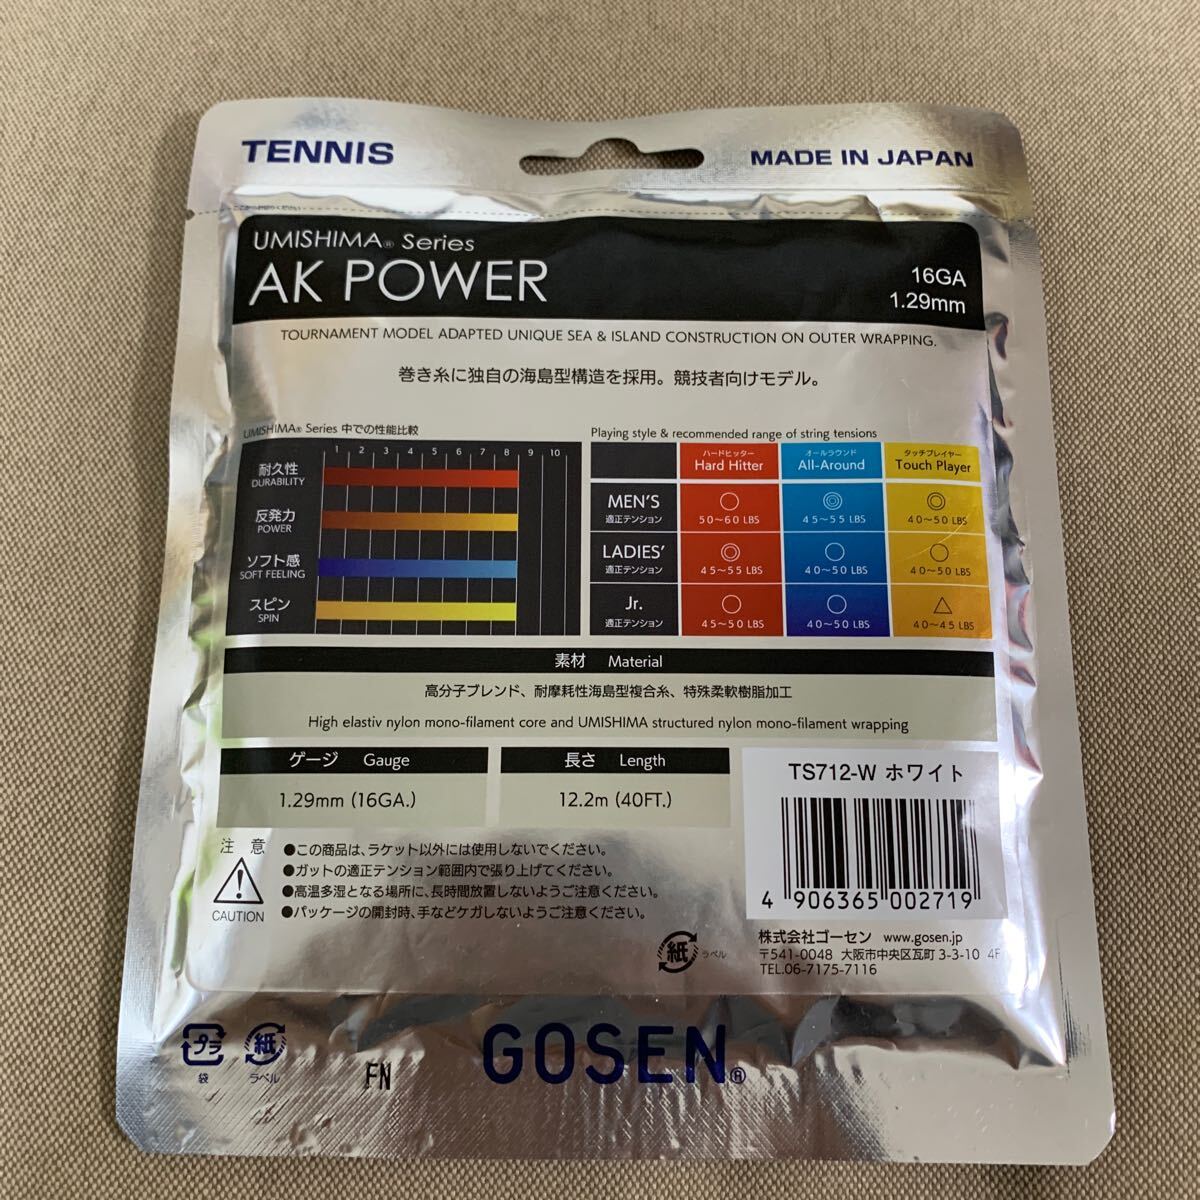 TENNIS
MADE IN JAPAN
UMISHIMA® Series
AK POWER
16GA
1.29mm
TOURNAMENT MODEL ADAPTED UNIQUE SEA & ISLAND CONSTRUCTION ON OUTER WRAPPING.
巻き糸に独自の海島型構造を採用。競技者向けモデル。
UMISHIMA® Series 中での性能比較
1 2 3 4 5 6 7 8 9 10
耐久性
DURABILITY
反発力
POWER
ソフト感
SOFT FEELING
スピン
SPIN
Playing style & recommended range of string tensions
ハードヒッター オールラウンド タッチプレイヤー
Hard Hitter All-Around Touch Player
MEN'S ○ ◎ ◎
適正テンション 50～60 LBS 45～55 LBS 40～50 LBS
LADIES' ◎ ○ ○
適正テンション 45～55 LBS 40～50 LBS 40～50 LBS
Jr. ○ ○ △
適正テンション 45～50 LBS 40～50 LBS 40～45 LBS
素材 Material
高分子ブレンド、耐摩耗性海島型複合糸、特殊柔軟樹脂加工
High elastiv nylon mono-filament core and UMISHIMA structured nylon mono-filament wrapping
ゲージ Gauge
1.29mm (16GA.)
長さ Length
12.2m (40FT.)
TS712-W ホワイト
4 906365 002719
注意
CAUTION
●この商品は、ラケット以外には使用しないでください。
●ガットの適正テンション範囲内で張り上げてください。
●高温多湿となる場所に、長時間放置しないようご注意ください。
●パッケージの開封時、手などケガしないようご注意ください。
紙 ラベル
株式会社ゴーセン www.gosen.jp
〒541-0048 大阪市中央区瓦町3-3-10 4F
TEL.06-7175-7116
プラ
袋
紙
ラベル
FN
GOSEN®